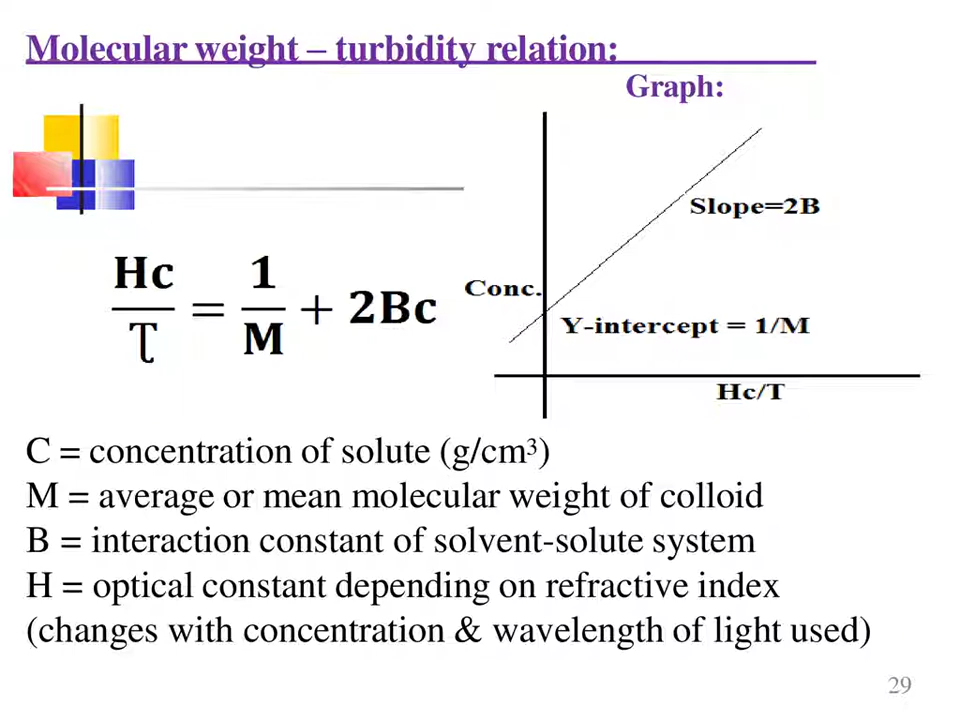 Molecular weight – turbidity relation:
Graph:
Slope=2B
Conc.
Y-intercept = 1/M
Hc/T
Hc/Ʈ = 1/M + 2Bc
C = concentration of solute (g/cm³)
M = average or mean molecular weight of colloid
B = interaction constant of solvent-solute system
H = optical constant depending on refractive index
(changes with concentration & wavelength of light used)
29